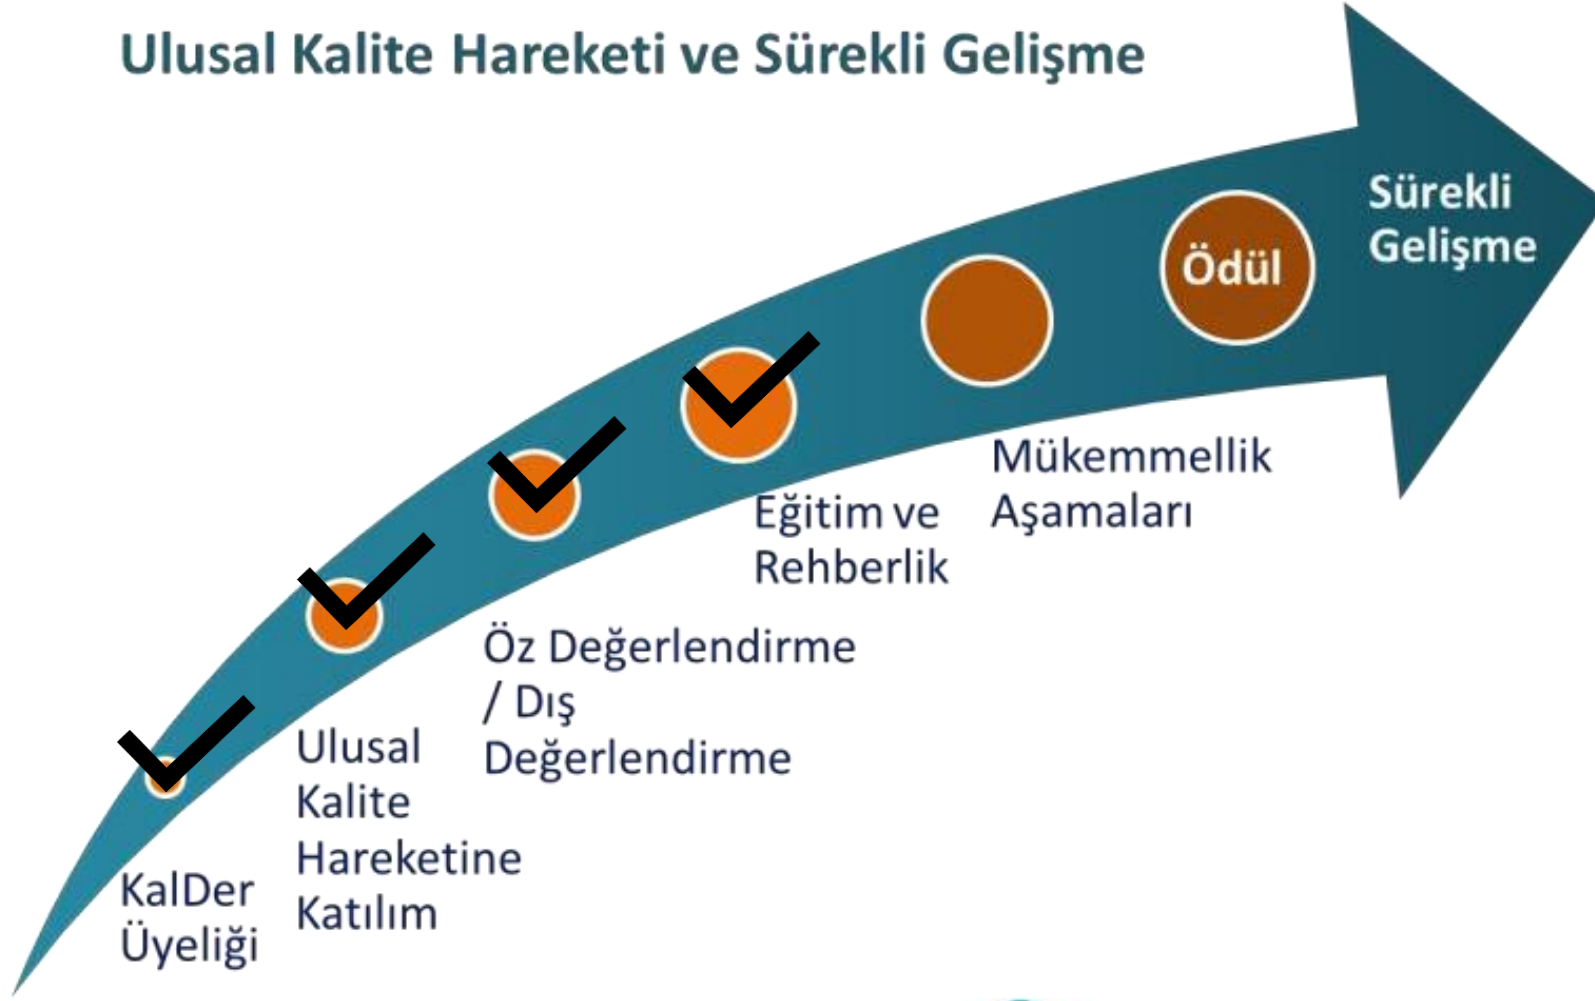 Ulusal Kalite Hareketi ve Sürekli Gelişme
KalDer
Üyeliği
Ulusal
Kalite
Hareketine
Katılım
Öz Değerlendirme
/ Dış
Değerlendirme
Eğitim ve
Rehberlik
Mükemmellik
Aşamaları
Ödül
Sürekli
Gelişme